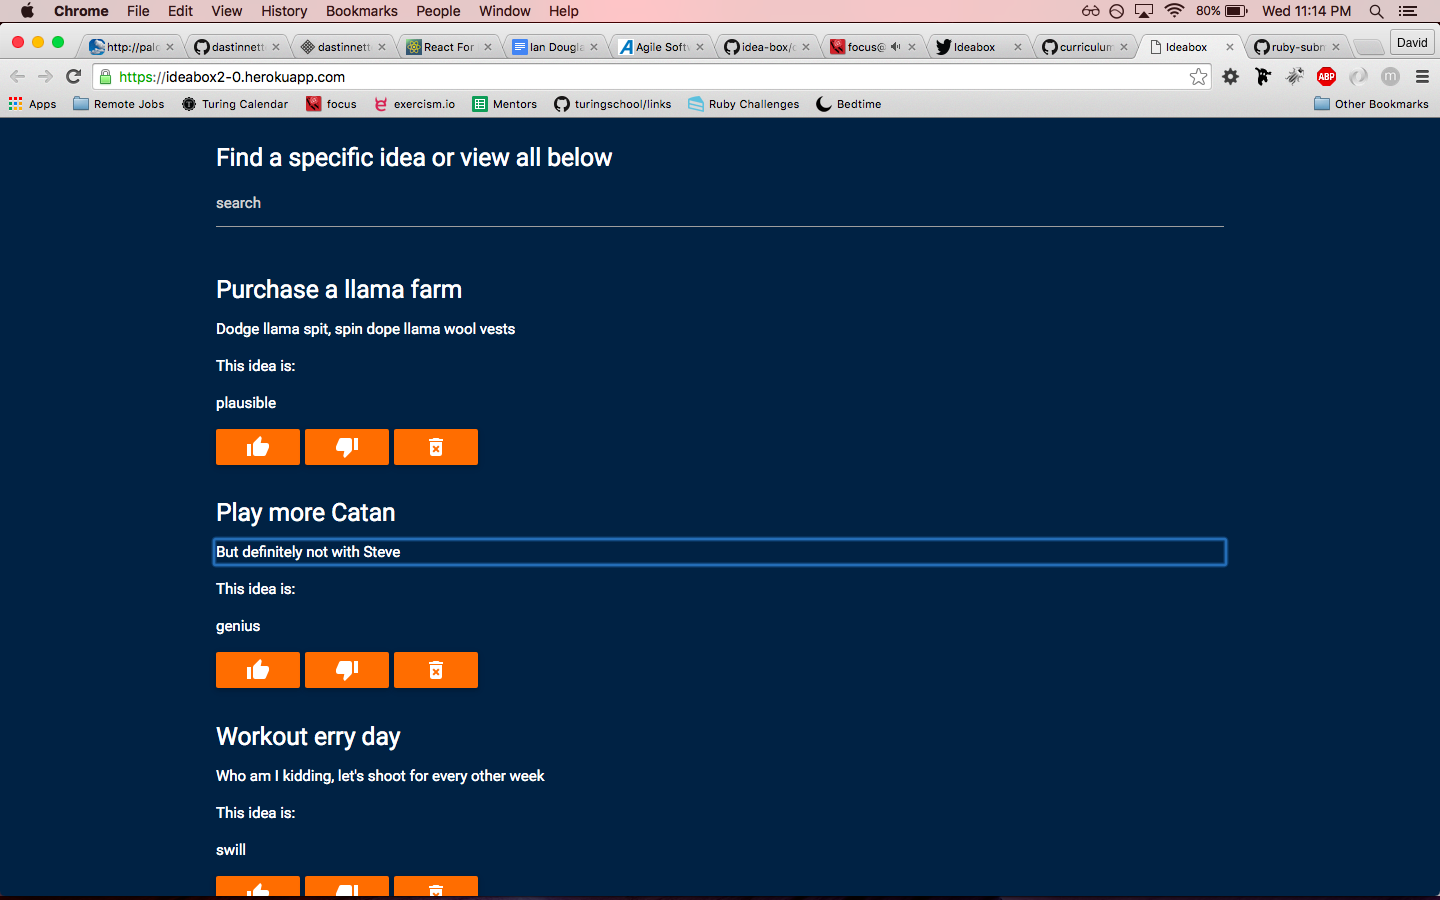 Chrome File Edit View History Bookmarks People Window Help 80% Wed 11:14 PM
http://palo dastinnett dastinnett React For Ian Dougla Agile Softw idea-box/c focus@ Ideabox curriculum Ideabox ruby-subm David
https://ideabox2-0.herokuapp.com ABP m
Apps Remote Jobs Turing Calendar focus exercism.io Mentors turingschool/links Ruby Challenges Bedtime Other Bookmarks
Find a specific idea or view all below
search
Purchase a llama farm
Dodge llama spit, spin dope llama wool vests
This idea is:
plausible
Play more Catan
But definitely not with Steve
This idea is:
genius
Workout erry day
Who am I kidding, let's shoot for every other week
This idea is:
swill